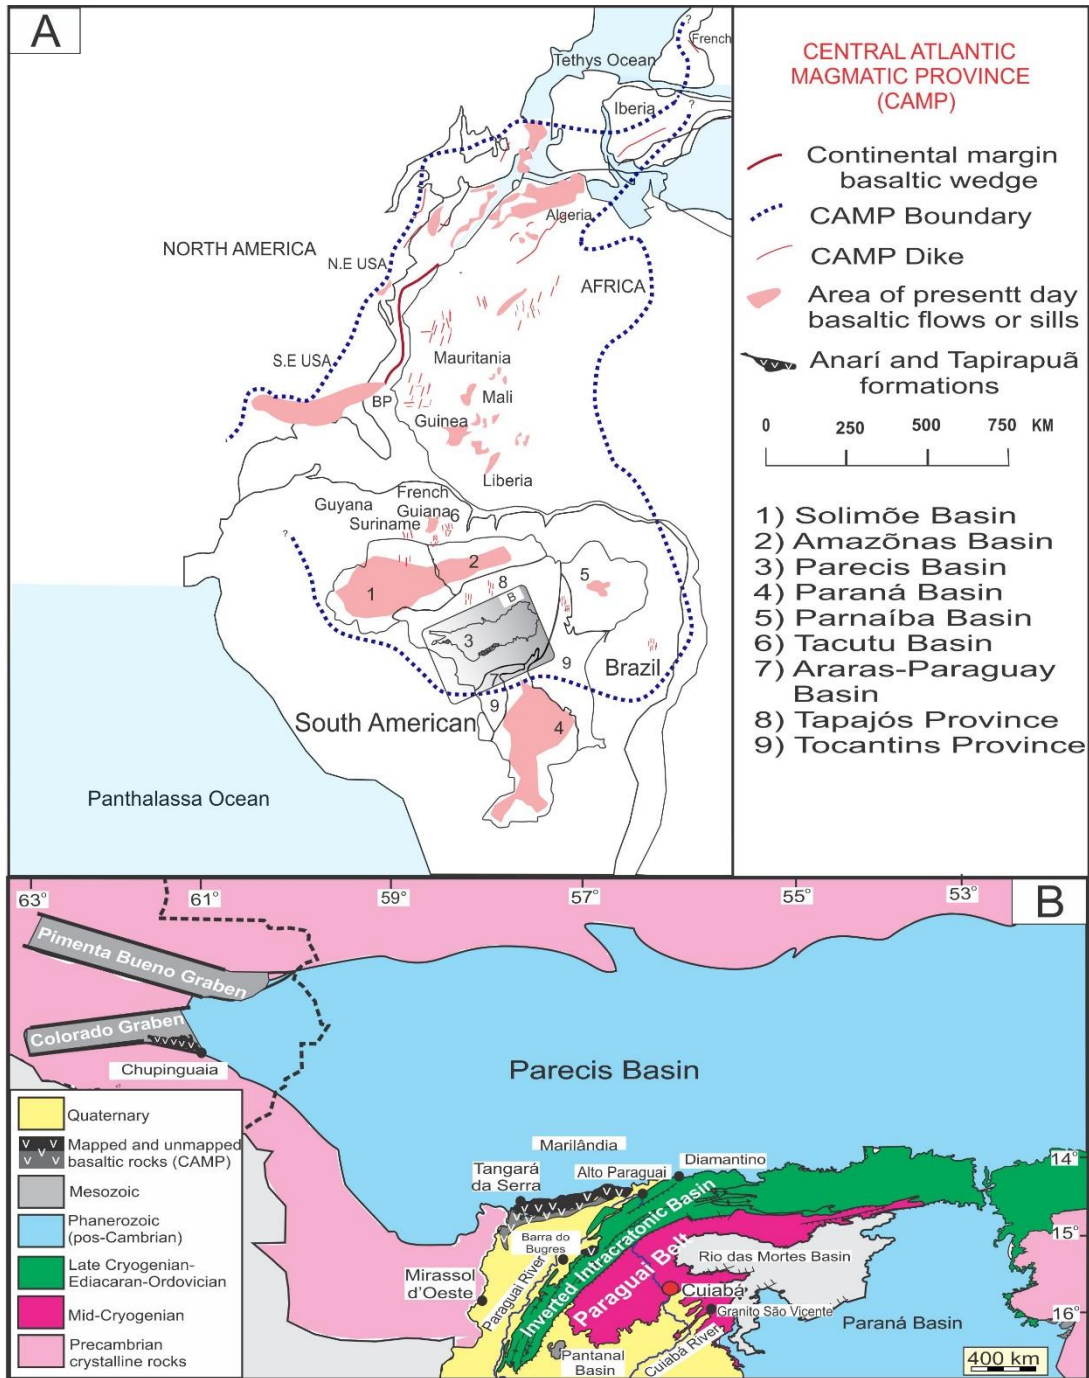 A
?
French
Tethys Ocean
Iberia
?
Algeria
NORTH AMERICA
N.E USA
AFRICA
S.E USA
Mauritania
BP
Mali
Guinea
Liberia
French
Guiana
Guyana
Suriname
6
?
2
5
1
8
B
3
9
Brazil
7
9
South American
4
Panthalassa Ocean
CENTRAL ATLANTIC
MAGMATIC PROVINCE
(CAMP)
Continental margin
basaltic wedge
CAMP Boundary
CAMP Dike
Area of presentt day
basaltic flows or sills
Anarí and Tapirapuã
formations
0 250 500 750 KM
1) Solimõe Basin
2) Amazõnas Basin
3) Parecis Basin
4) Paraná Basin
5) Parnaíba Basin
6) Tacutu Basin
7) Araras-Paraguay
Basin
8) Tapajós Province
9) Tocantins Province
63° 61° 59° 57° 55° 53°
B
Pimenta Bueno Graben
Colorado Graben
Chupinguaia
Parecis Basin
Quaternary
Mapped and unmapped
basaltic rocks (CAMP)
Mesozoic
Phanerozoic
(pos-Cambrian)
Late Cryogenian-
Ediacaran-Ordovician
Mid-Cryogenian
Precambrian
crystalline rocks
Marilândia
Tangará
da Serra
Alto Paraguai
Diamantino
14°
15°
16°
Barra do
Bugres
Mirassol
d'Oeste
Paraguai River
Inverted Intracratonic Basin
Paraguai Belt
Rio das Mortes Basin
Cuiabá
Granito São Vicente
Paraná Basin
Cuiabá River
Pantanal
Basin
400 km